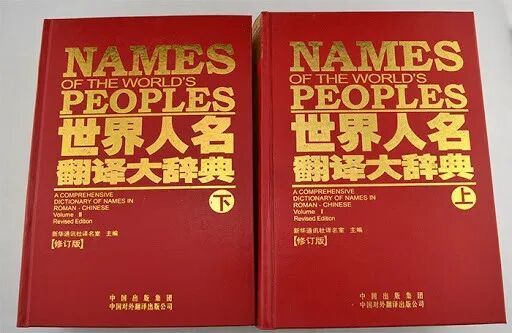 NAMES
OF THE WORLD'S
PEOPLES
世界人名
翻译大辞典
A COMPREHENSIVE
DICTIONARY OF NAMES IN
ROMAN - CHINESE
Volume Ⅱ
Revised Edition
下
新华通讯社译名室 主编
【修订版】
中国出版集团
中国对外翻译出版公司
NAMES
OF THE WORLD'S
PEOPLES
世界人名
翻译大辞典
A COMPREHENSIVE
DICTIONARY OF NAMES IN
ROMAN - CHINESE
Volume Ⅰ
Revised Edition
上
新华通讯社译名室 主编
【修订版】
中国出版集团
中国对外翻译出版公司